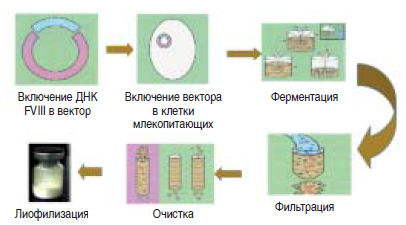 Включение ДНК
FVIII в вектор
Включение вектора
в клетки
млекопитающих
Ферментация
Лиофилизация
Очистка
Фильтрация